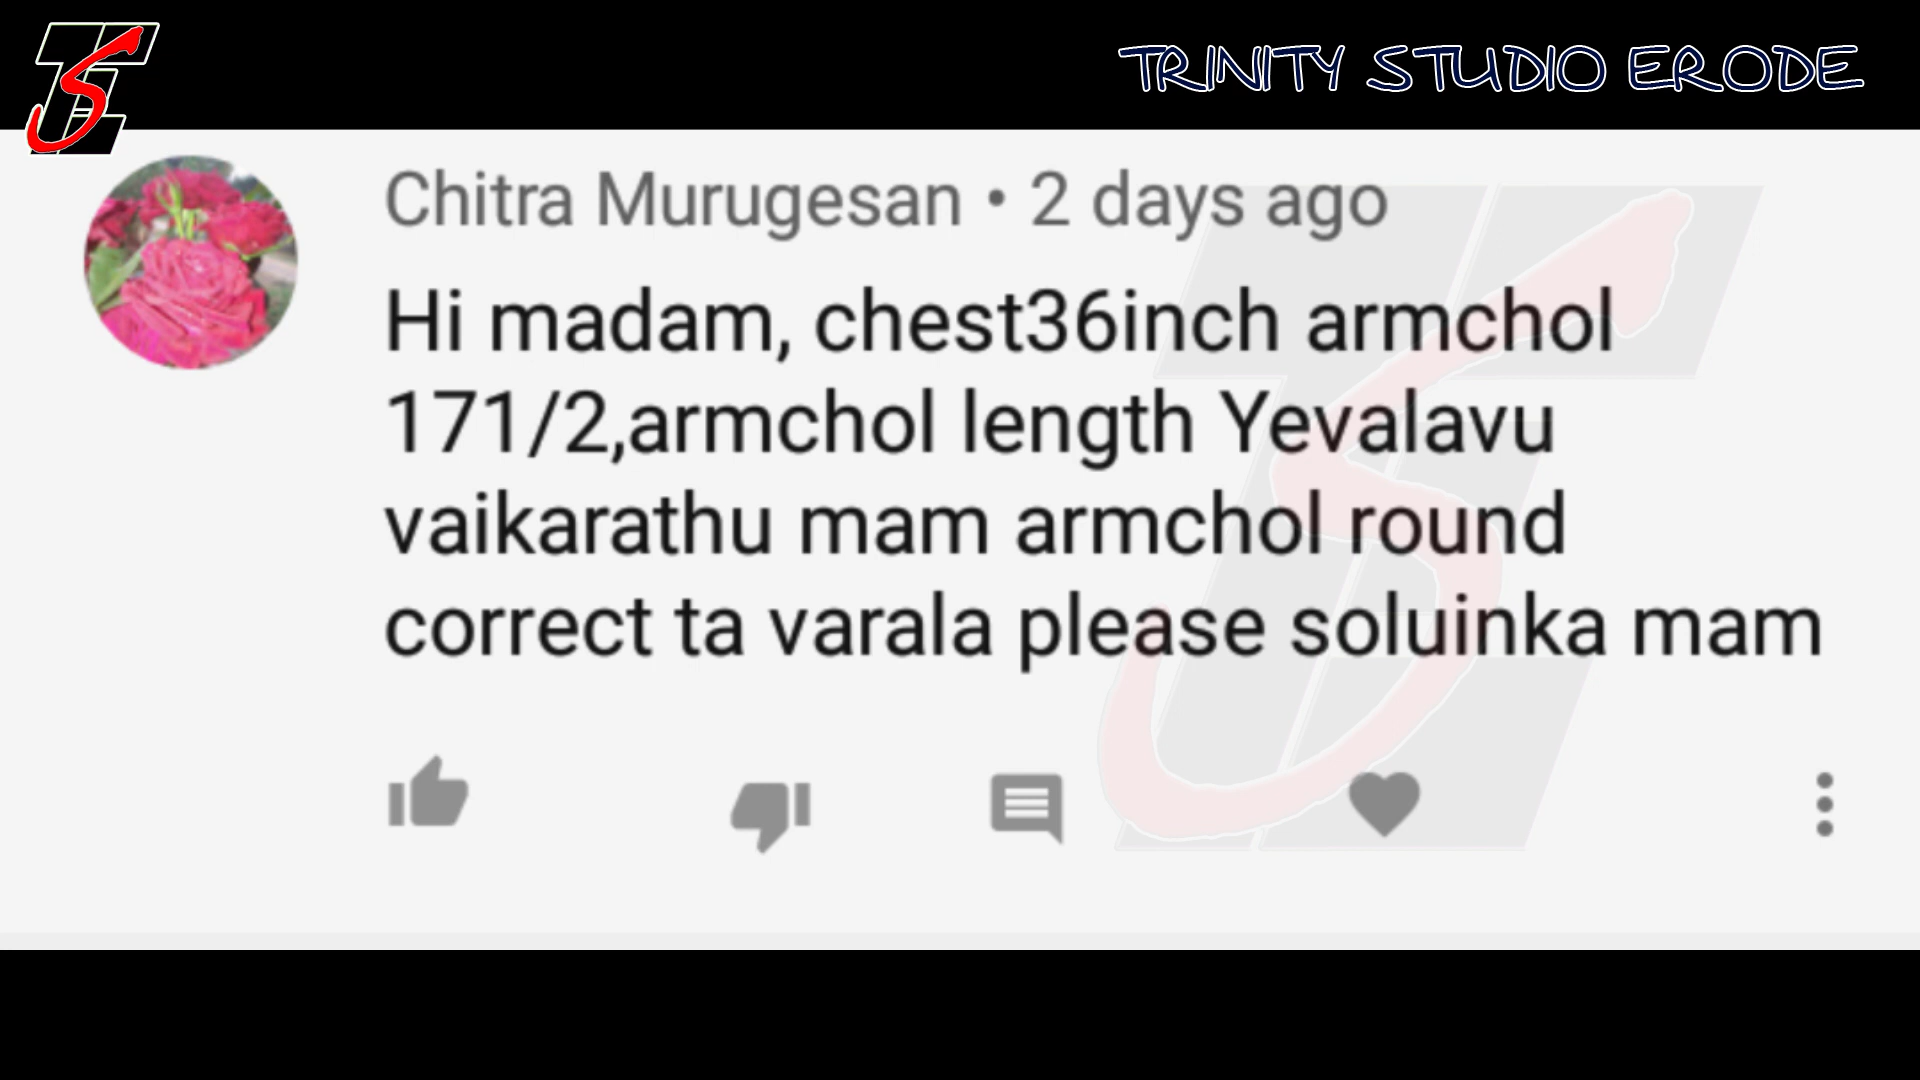 TRINITY STUDIO ERODE
Chitra Murugesan • 2 days ago
Hi madam, chest36inch armchol
171/2,armchol length Yevalavu
vaikarathu mam armchol round
correct ta varala please soluinka mam